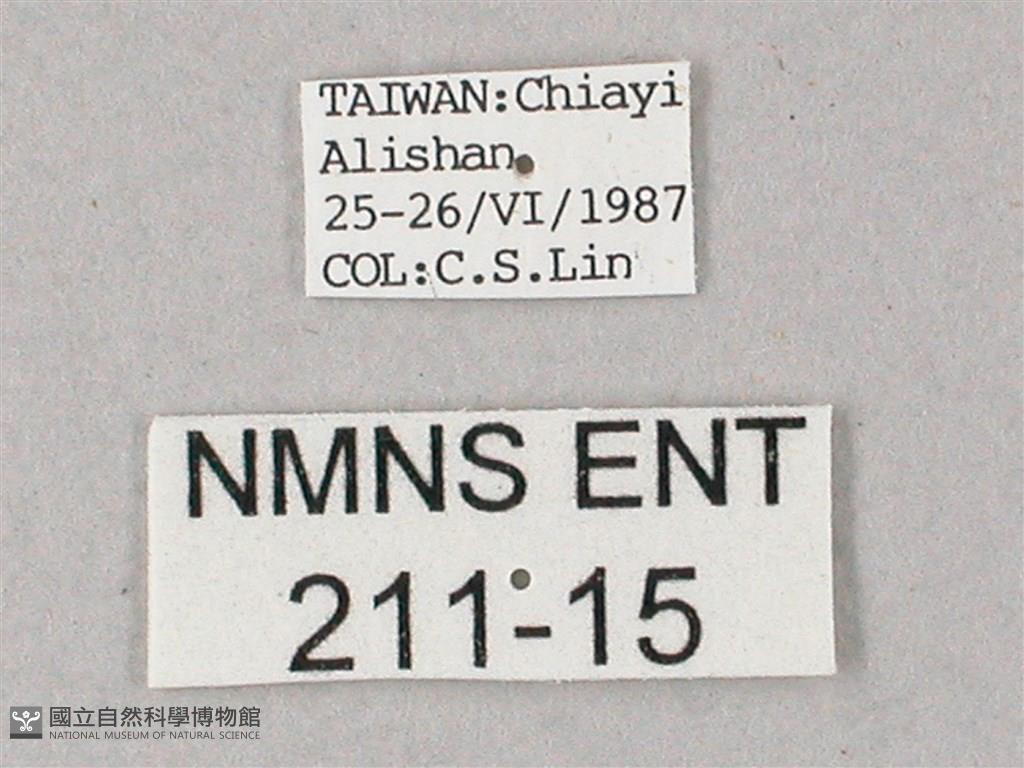 TAIWAN:Chiayi
Alishan
25-26/VI/1987
COL:C.S.Lin
NMNS ENT
211-15
國立自然科學博物館
NATIONAL MUSEUM OF NATURAL SCIENCE